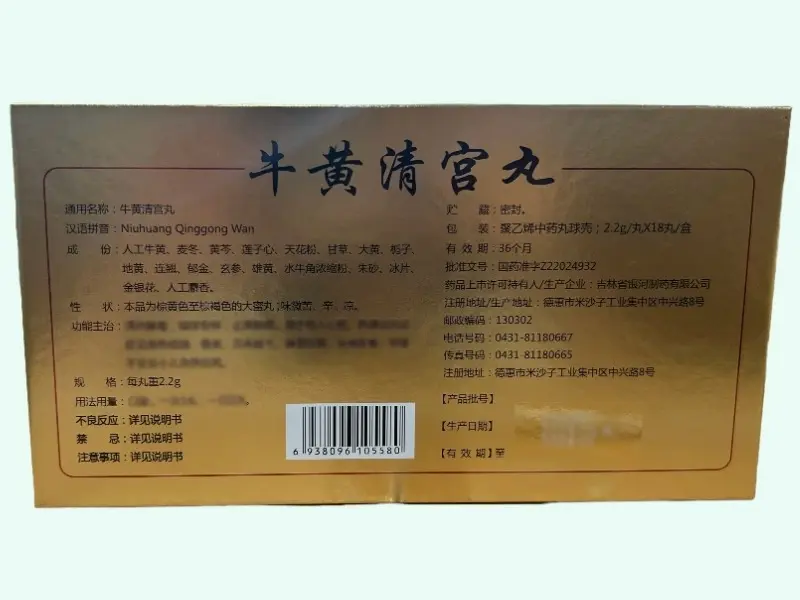 牛黄清宫丸
通用名称：牛黄清宫丸
汉语拼音：Niuhuang Qinggong Wan
成　份：人工牛黄、麦冬、黄芩、莲子心、天花粉、甘草、大黄、栀子、
地黄、连翘、郁金、玄参、雄黄、水牛角浓缩粉、朱砂、冰片、
金银花、人工麝香。
性　状：本品为棕黄色至棕褐色的大蜜丸；味微苦、辛、凉。
功能主治：
规　格：每丸重2.2g
用法用量：
不良反应：详见说明书
禁　忌：详见说明书
注意事项：详见说明书
6 938096 105580
贮　藏：密封。
包　装：聚乙烯中药丸球壳；2.2g/丸X18丸/盒
有 效 期：36个月
批准文号：国药准字Z22024932
药品上市许可持有人/生产企业：吉林省银河制药有限公司
注册地址/生产地址：德惠市米沙子工业集中区中兴路8号
邮政编码：130302
电话号码：0431-81180667
传真号码：0431-81180665
注册地址：德惠市米沙子工业集中区中兴路8号
【产品批号】
【生产日期】
【有 效 期】至